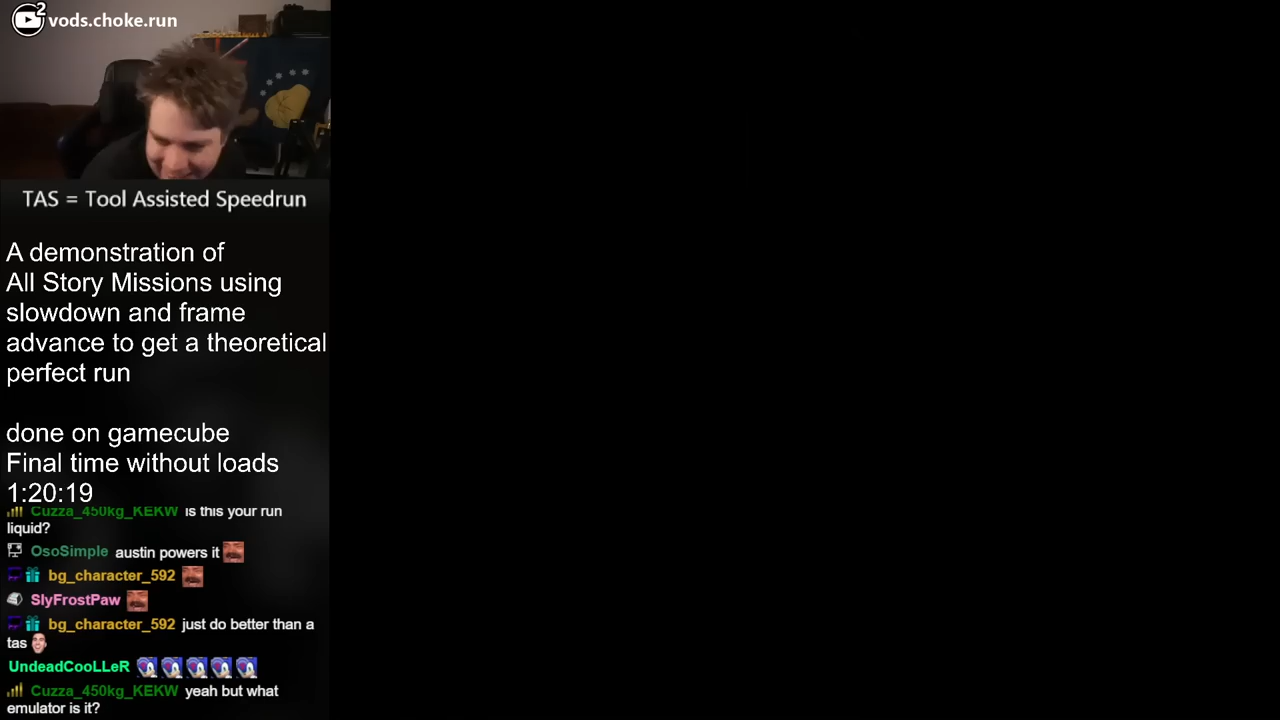 2 vods.choke.run
TAS = Tool Assisted Speedrun
A demonstration of
All Story Missions using
slowdown and frame
advance to get a theoretical
perfect run
done on gamecube
Final time without loads
1:20:19
Cuzza_450kg_KEKW is this your run
liquid?
OsoSimple austin powers it
bg_character_592
SlyFrostPaw
bg_character_592 just do better than a
tas
UndeadCooLLeR
Cuzza_450kg_KEKW yeah but what
emulator is it?